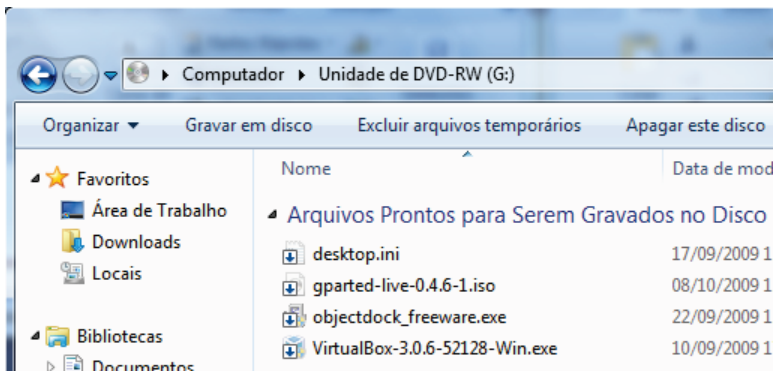 Computador Unidade de DVD-RW (G:)
Organizar Gravar em disco Excluir arquivos temporários Apagar este disco
Nome Data de mod
Favoritos
Área de Trabalho
Downloads
Locais
Bibliotecas
Documentos
Arquivos Prontos para Serem Gravados no Disco
desktop.ini 17/09/2009 1
gparted-live-0.4.6-1.iso 08/10/2009 1
objectdock_freeware.exe 22/09/2009 1
VirtualBox-3.0.6-52128-Win.exe 10/09/2009 1